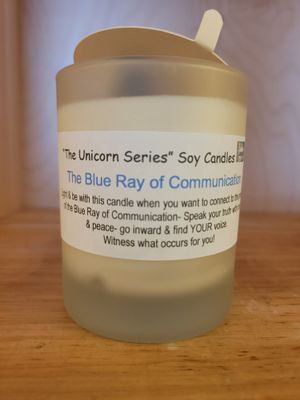 "The Unicorn Series" Soy Candles
The Blue Ray of Communication
& be with this candle when you want to connect to the
of the Blue Ray of Communication- Speak your truth with
& peace- go inward & find YOUR voice.
Witness what occurs for you!